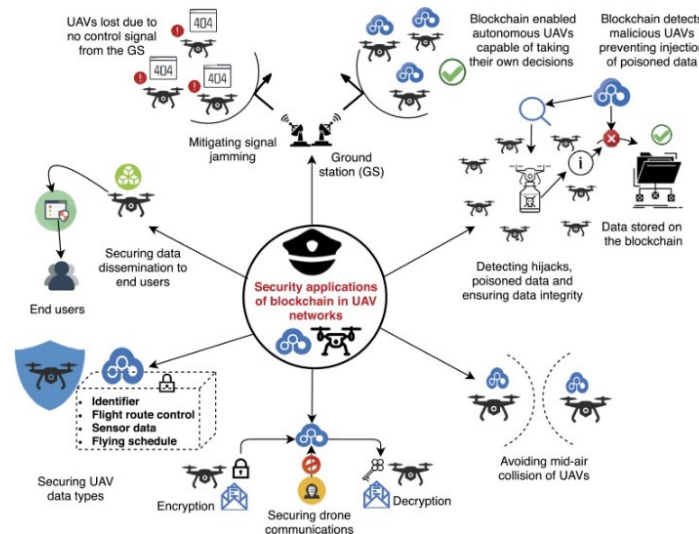 UAVs lost due to
no control signal
from the GS
404
404
404
Mitigating signal
jamming
Blockchain enabled
autonomous UAVs
capable of taking
their own decisions
Ground
station (GS)
Blockchain detects
malicious UAVs
preventing injection
of poisoned data
i
Data stored on
the blockchain
Detecting hijacks,
poisoned data and
ensuring data integrity
Securing data
dissemination to
end users
End users
Security applications
of blockchain in UAV
networks
• Identifier
• Flight route control
• Sensor data
• Flying schedule
Securing UAV
data types
Encryption
Securing drone
communications
Decryption
Avoiding mid-air
collision of UAVs